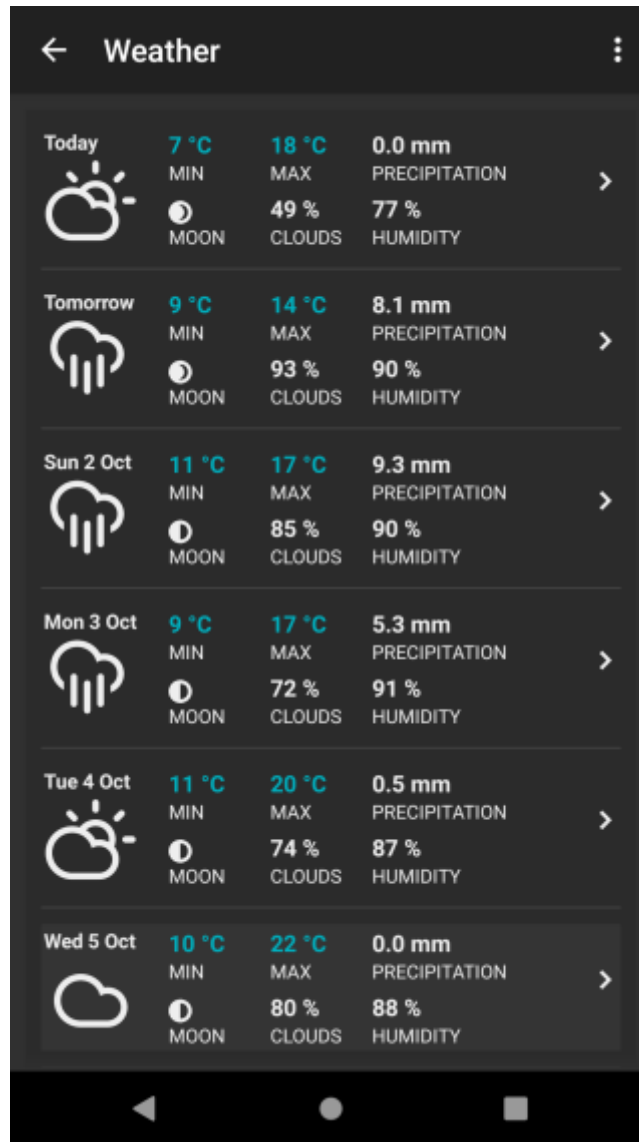 Weather
Today 7 °C 18 °C 0.0 mm
MIN MAX PRECIPITATION
49 % 77 %
MOON CLOUDS HUMIDITY
Tomorrow 9 °C 14 °C 8.1 mm
MIN MAX PRECIPITATION
93 % 90 %
MOON CLOUDS HUMIDITY
Sun 2 Oct 11 °C 17 °C 9.3 mm
MIN MAX PRECIPITATION
85 % 90 %
MOON CLOUDS HUMIDITY
Mon 3 Oct 9 °C 17 °C 5.3 mm
MIN MAX PRECIPITATION
72 % 91 %
MOON CLOUDS HUMIDITY
Tue 4 Oct 11 °C 20 °C 0.5 mm
MIN MAX PRECIPITATION
74 % 87 %
MOON CLOUDS HUMIDITY
Wed 5 Oct 10 °C 22 °C 0.0 mm
MIN MAX PRECIPITATION
80 % 88 %
MOON CLOUDS HUMIDITY